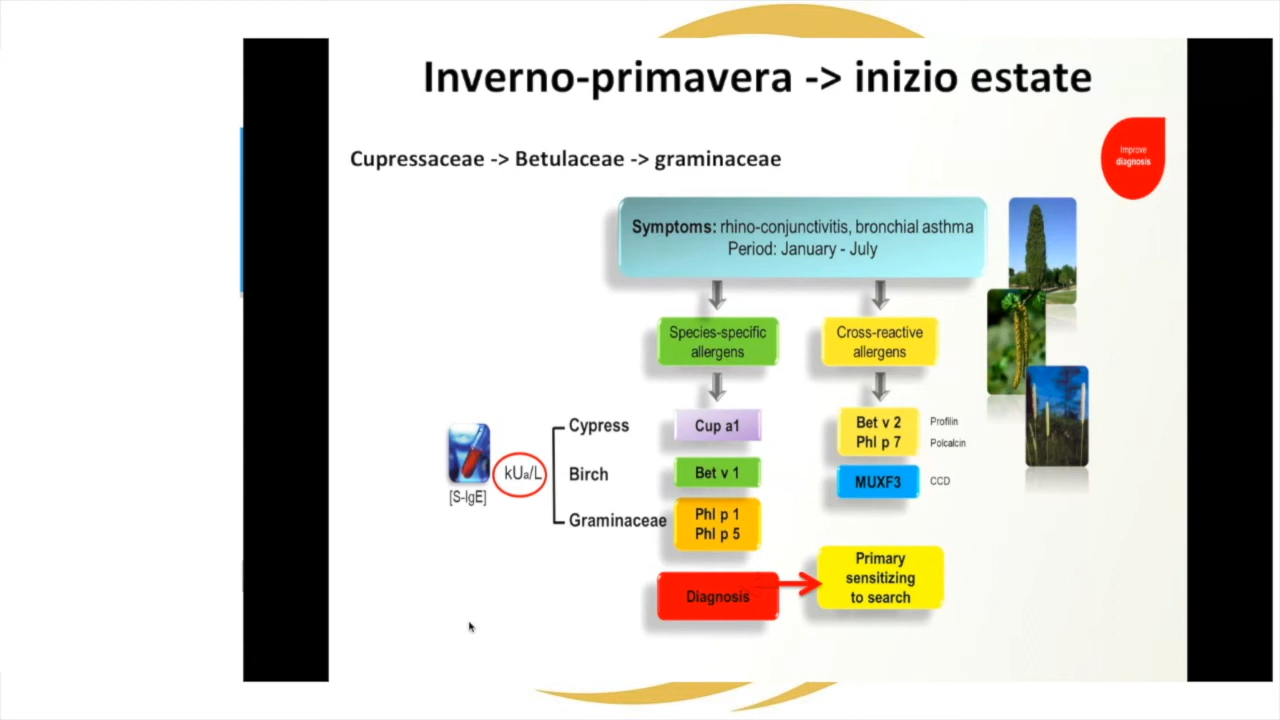 Inverno-primavera -> inizio estate
Cupressaceae -> Betulaceae -> graminaceae
Improve
diagnosis
Symptoms: rhino-conjunctivitis, bronchial asthma
Period: January - July
Species-specific
allergens
Cross-reactive
allergens
Cypress
Cup a1
Bet v 2
Phl p 7
Profilin
Polcalcin
kUa/L
[S-IgE]
Birch
Bet v 1
MUXF3
CCD
Graminaceae
Phl p 1
Phl p 5
Diagnosis
Primary
sensitizing
to search